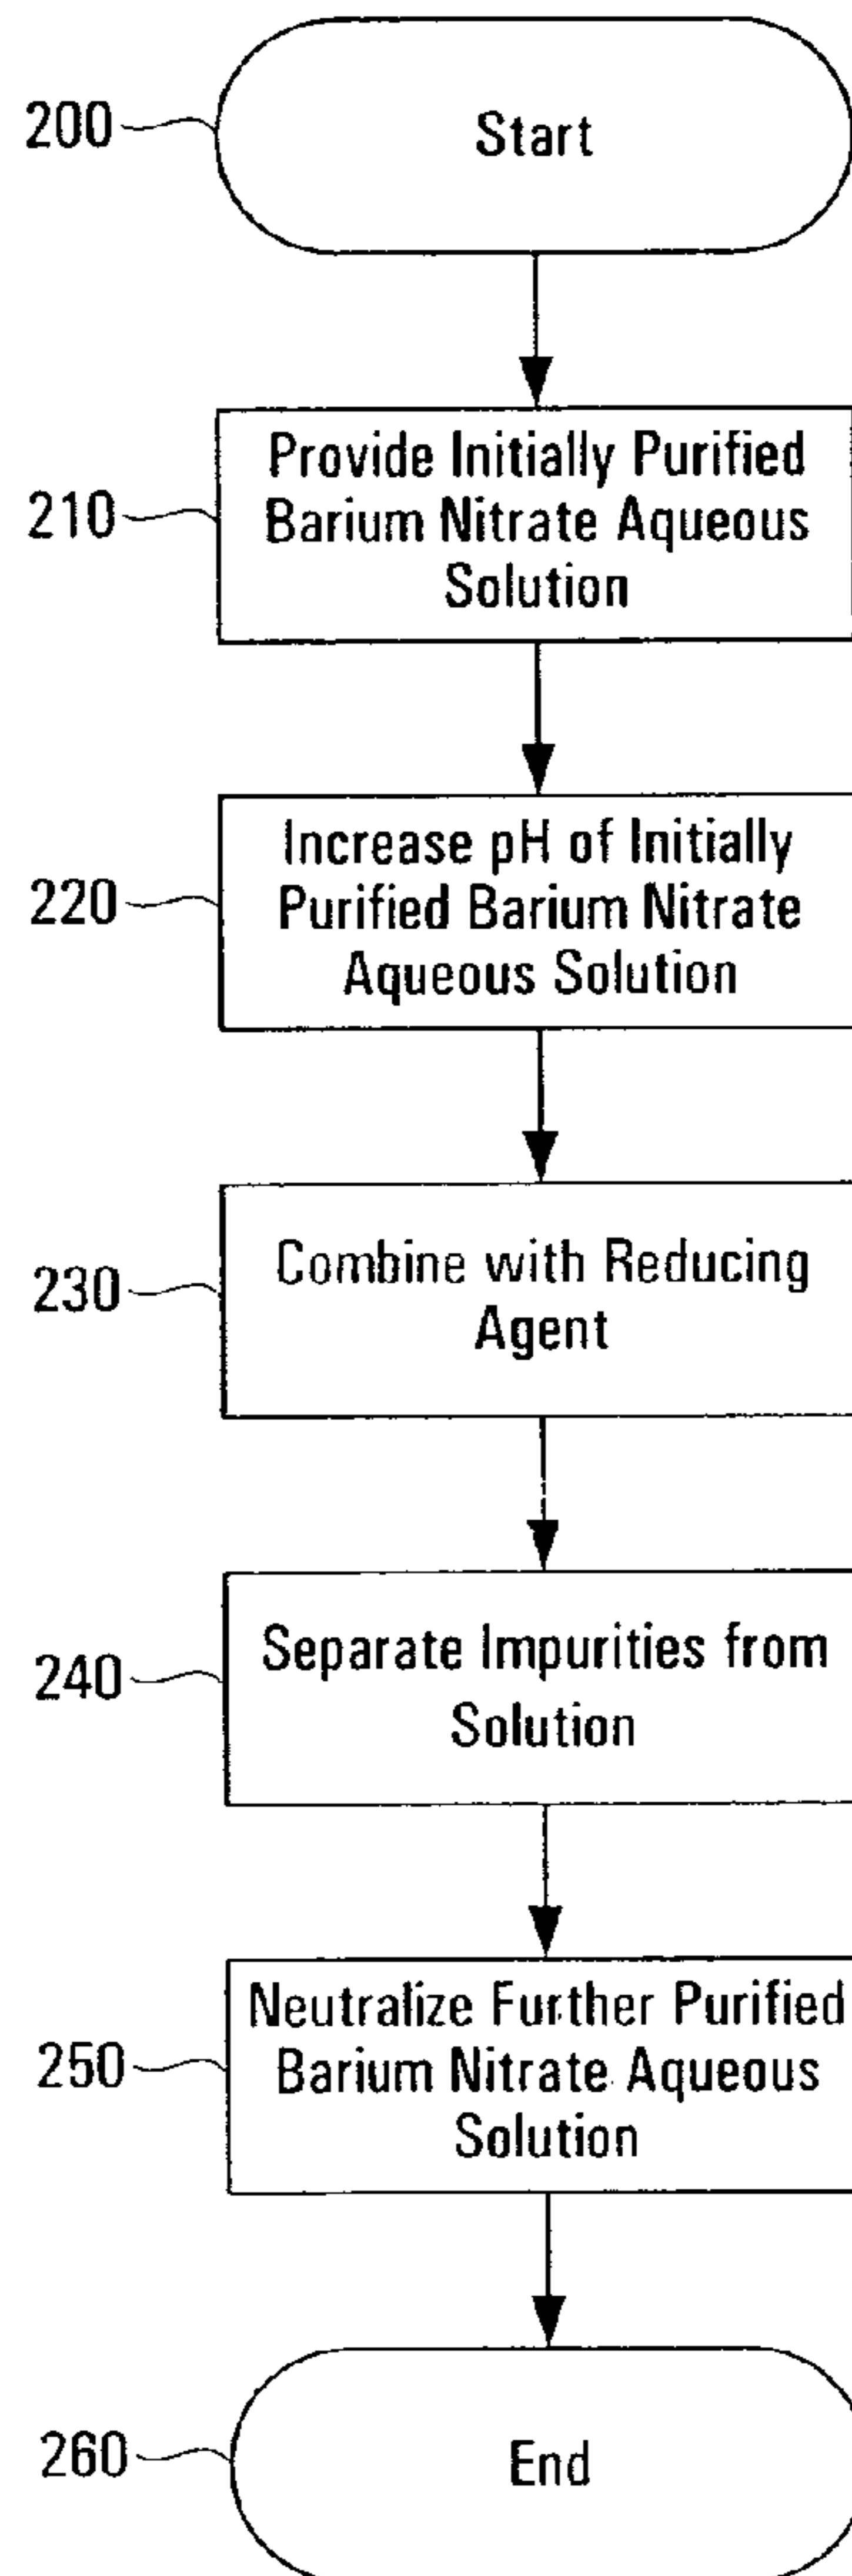 200
Start
210
Provide Initially Purified
Barium Nitrate Aqueous
Solution
220
Increase pH of Initially
Purified Barium Nitrate
Aqueous Solution
230
Combine with Reducing
Agent
240
Separate Impurities from
Solution
250
Neutralize Further Purified
Barium Nitrate Aqueous
Solution
260
End